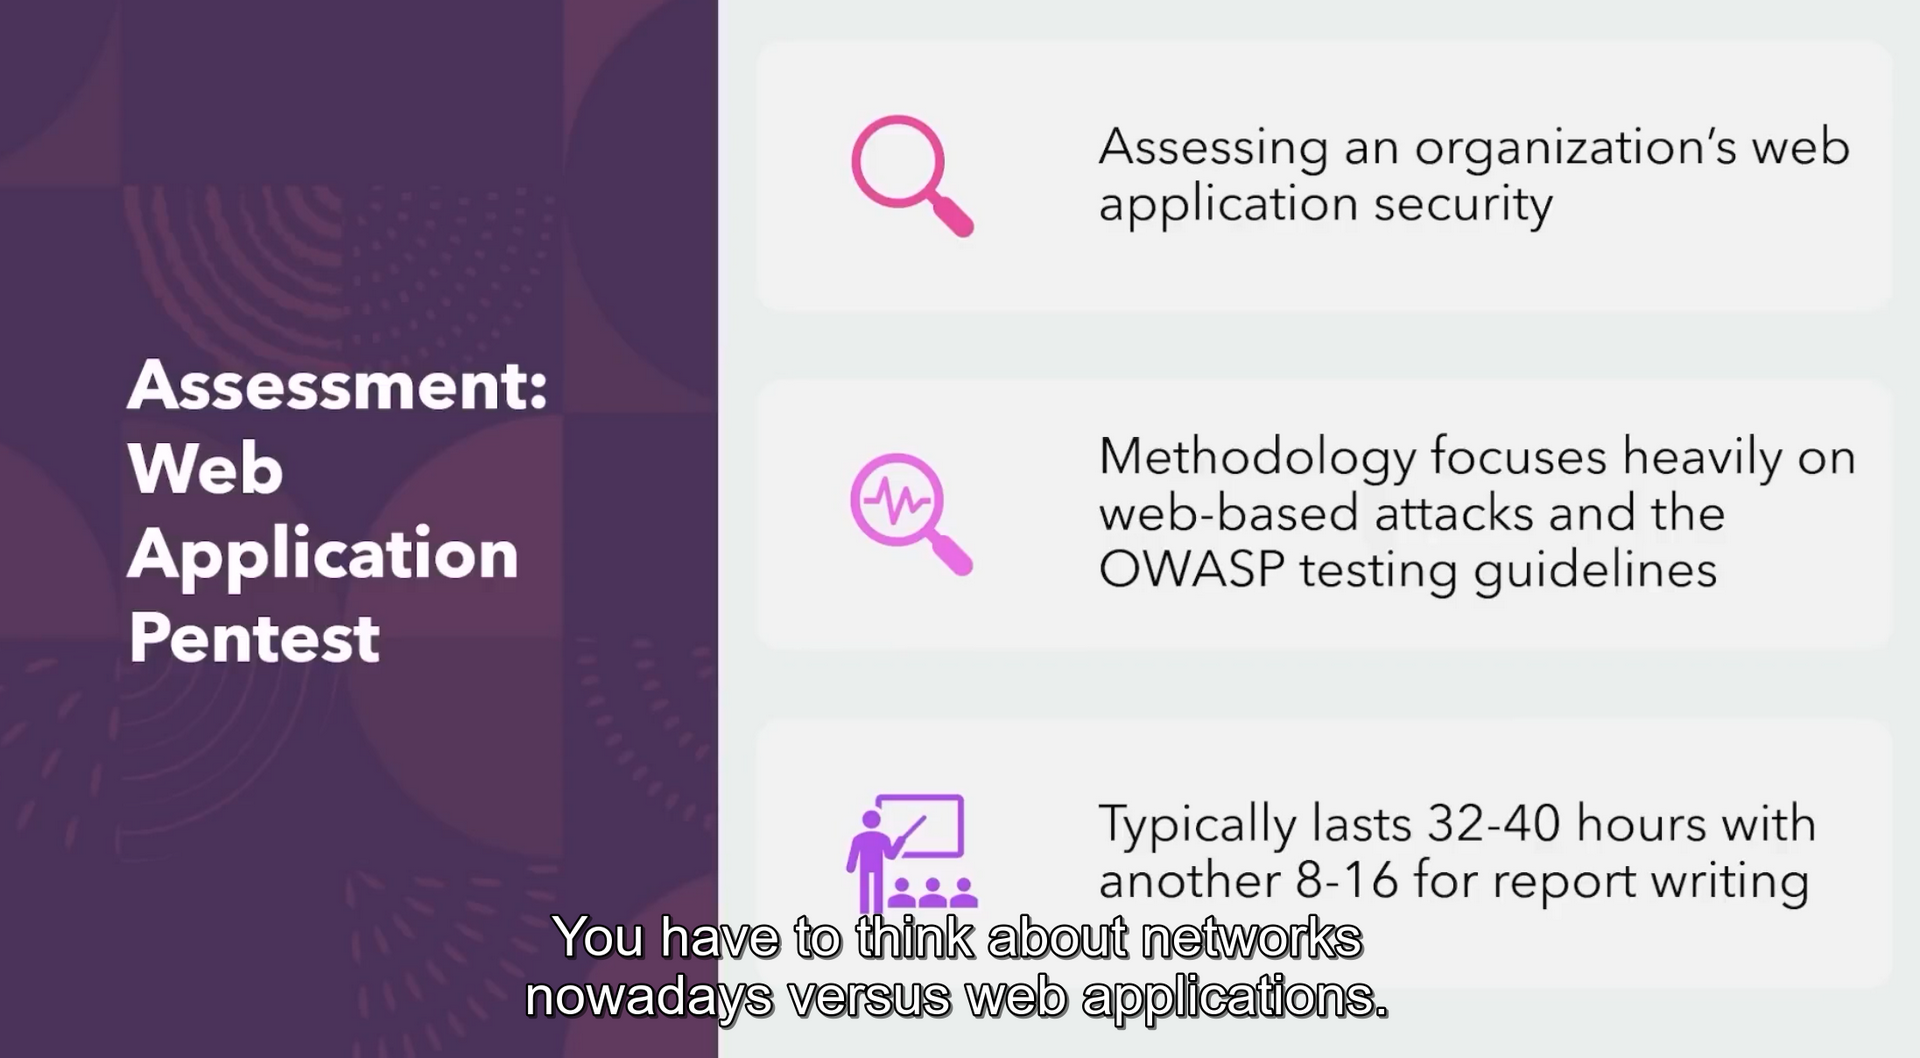 Assessment:
Web
Application
Pentest
Assessing an organization's web
application security
Methodology focuses heavily on
web-based attacks and the
OWASP testing guidelines
Typically lasts 32-40 hours with
another 8-16 for report writing
You have to think about networks
nowadays versus web applications.